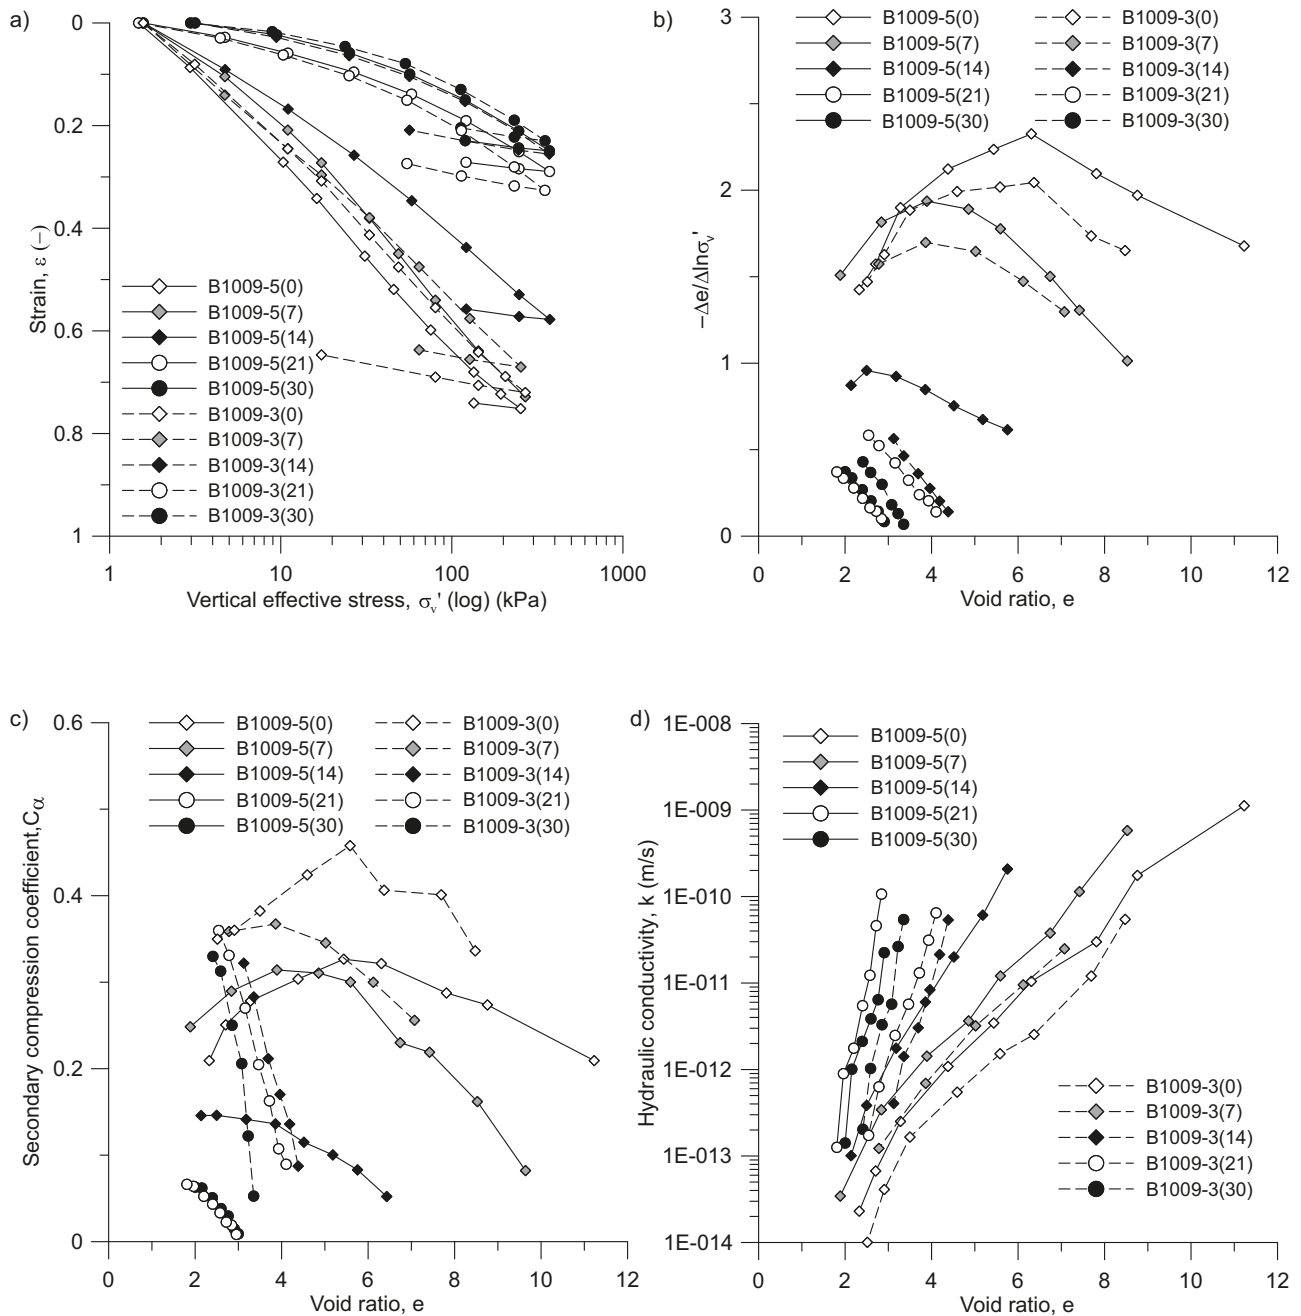 a)
0
0.2
0.4
0.6
0.8
1
Strain, ε (−)
B1009-5(0)
B1009-5(7)
B1009-5(14)
B1009-5(21)
B1009-5(30)
B1009-3(0)
B1009-3(7)
B1009-3(14)
B1009-3(21)
B1009-3(30)
1 10 100 1000
Vertical effective stress, σv' (log) (kPa)
b)
3
2
1
0
−Δe/Δlnσv'
B1009-5(0) B1009-3(0)
B1009-5(7) B1009-3(7)
B1009-5(14) B1009-3(14)
B1009-5(21) B1009-3(21)
B1009-5(30) B1009-3(30)
0 2 4 6 8 10 12
Void ratio, e
c)
0.6
0.4
0.2
0
Secondary compression coefficient,Cα
B1009-5(0) B1009-3(0)
B1009-5(7) B1009-3(7)
B1009-5(14) B1009-3(14)
B1009-5(21) B1009-3(21)
B1009-5(30) B1009-3(30)
0 2 4 6 8 10 12
Void ratio, e
d)
1E-008
1E-009
1E-010
1E-011
1E-012
1E-013
1E-014
Hydraulic conductivity, k (m/s)
B1009-5(0)
B1009-5(7)
B1009-5(14)
B1009-5(21)
B1009-5(30)
B1009-3(0)
B1009-3(7)
B1009-3(14)
B1009-3(21)
B1009-3(30)
0 2 4 6 8 10 12
Void ratio, e